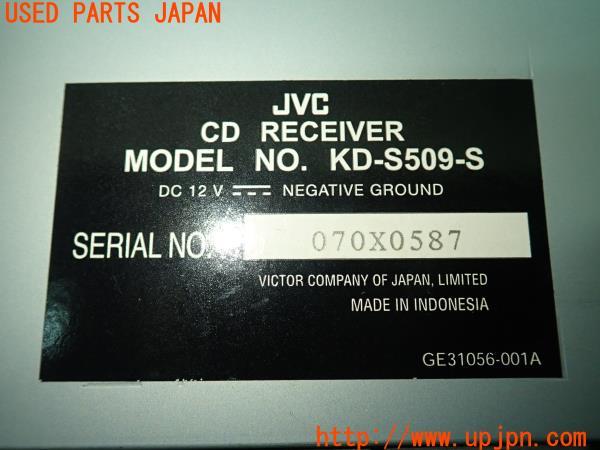 USED PARTS JAPAN
JVC
CD RECEIVER
MODEL NO. KD-S509-S
DC 12 V NEGATIVE GROUND
SERIAL NO. 070X0587
VICTOR COMPANY OF JAPAN, LIMITED
MADE IN INDONESIA
GE31056-001A
http://www.upjpn.com